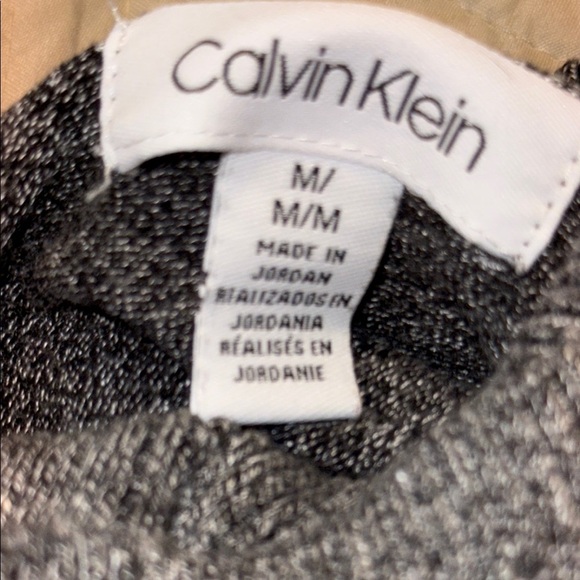 Calvin Klein
M/
M/M
MADE IN
JORDAN
REALIZADOS EN
JORDANIA
RÉALISÉS EN
JORDANIE